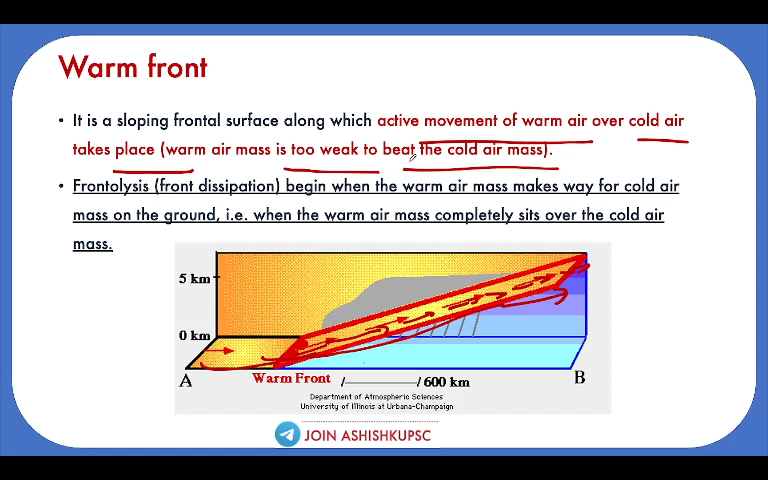 Warm front
• It is a sloping frontal surface along which active movement of warm air over cold air
takes place (warm air mass is too weak to beat the cold air mass).
• Frontolysis (front dissipation) begin when the warm air mass makes way for cold air
mass on the ground, i.e. when the warm air mass completely sits over the cold air
mass.
5 km
0 km
A
Warm Front
/————/ 600 km
B
Department of Atmospheric Sciences
University of Illinois at Urbana-Champaign
JOIN ASHISHKUPSC